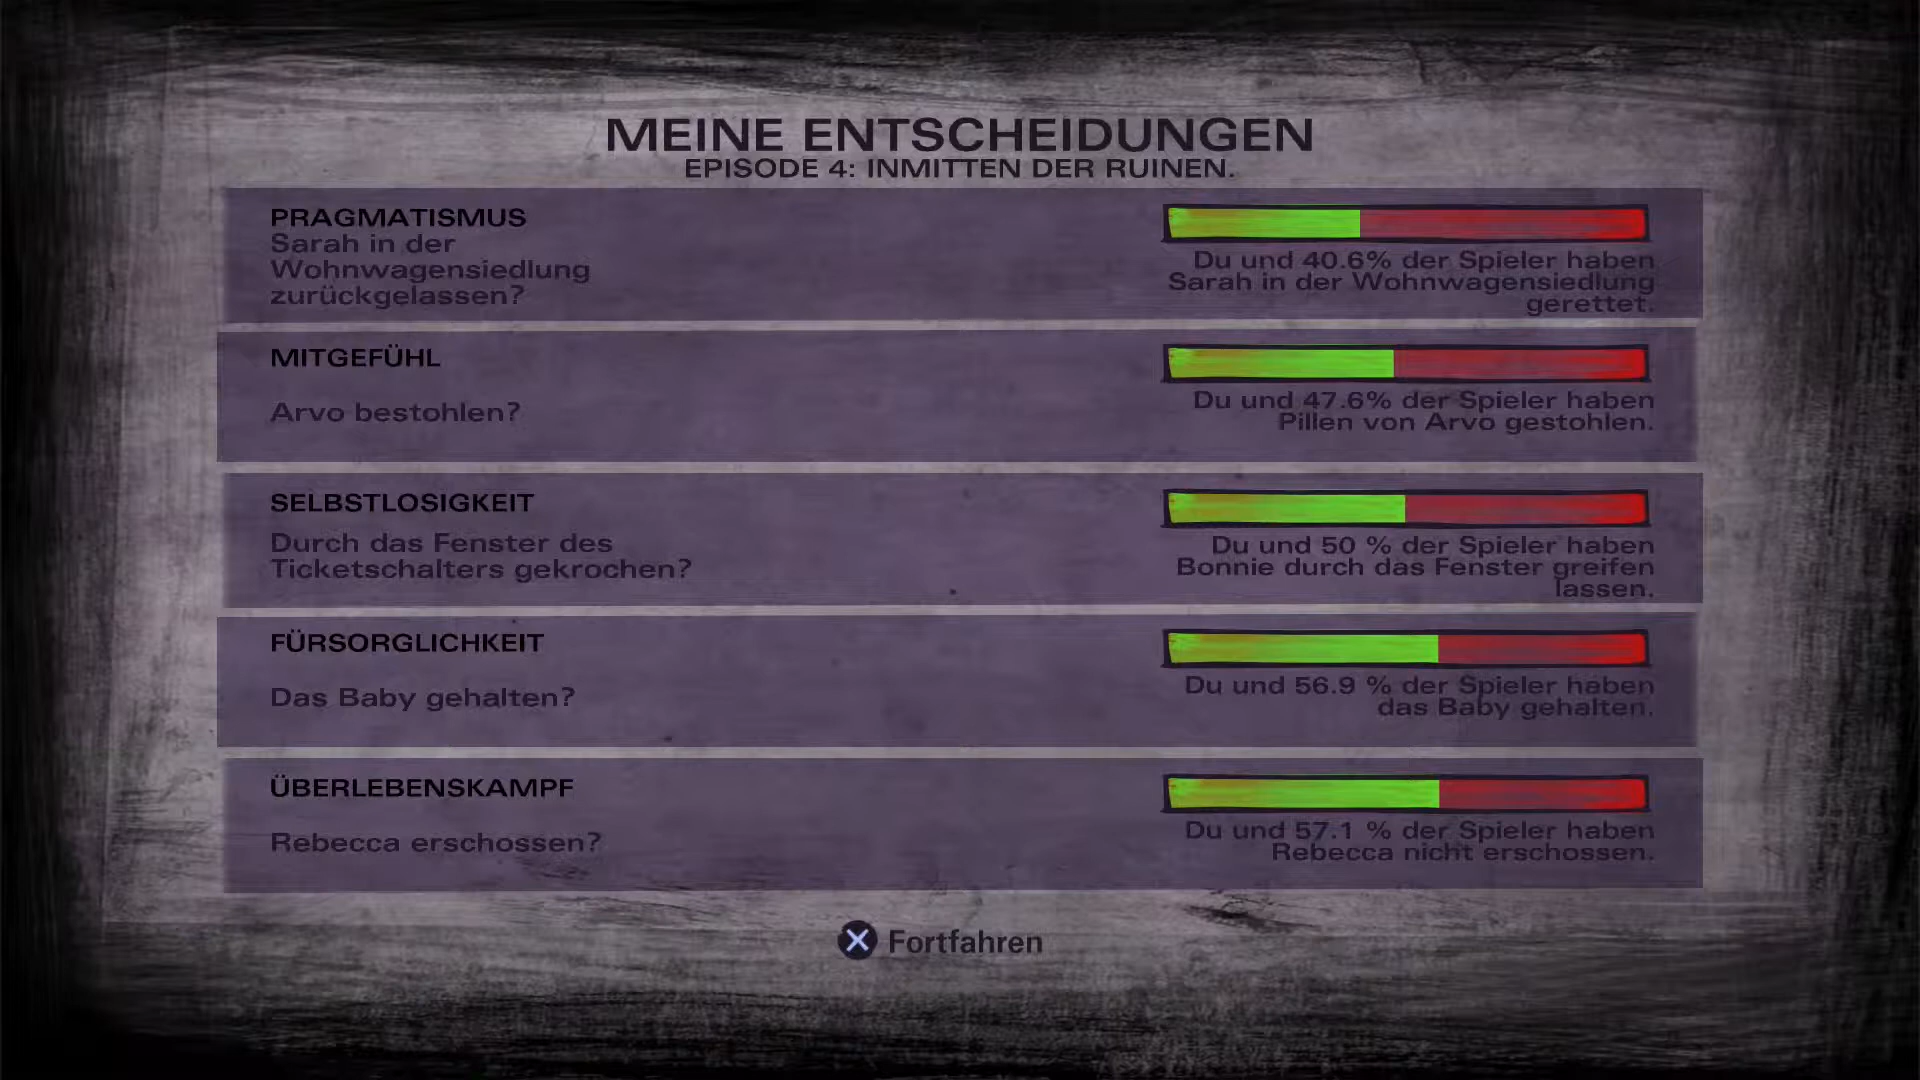 MEINE ENTSCHEIDUNGEN
EPISODE 4: INMITTEN DER RUINEN.
PRAGMATISMUS
Sarah in der
Wohnwagensiedlung
zurückgelassen?
Du und 40.6% der Spieler haben
Sarah in der Wohnwagensiedlung
gerettet.
MITGEFÜHL
Arvo bestohlen?
Du und 47.6% der Spieler haben
Pillen von Arvo gestohlen.
SELBSTLOSIGKEIT
Durch das Fenster des
Ticketschalters gekrochen?
Du und 50 % der Spieler haben
Bonnie durch das Fenster greifen
lassen.
FÜRSORGLICHKEIT
Das Baby gehalten?
Du und 56.9 % der Spieler haben
das Baby gehalten.
ÜBERLEBENSKAMPF
Rebecca erschossen?
Du und 57.1 % der Spieler haben
Rebecca nicht erschossen.
Fortfahren